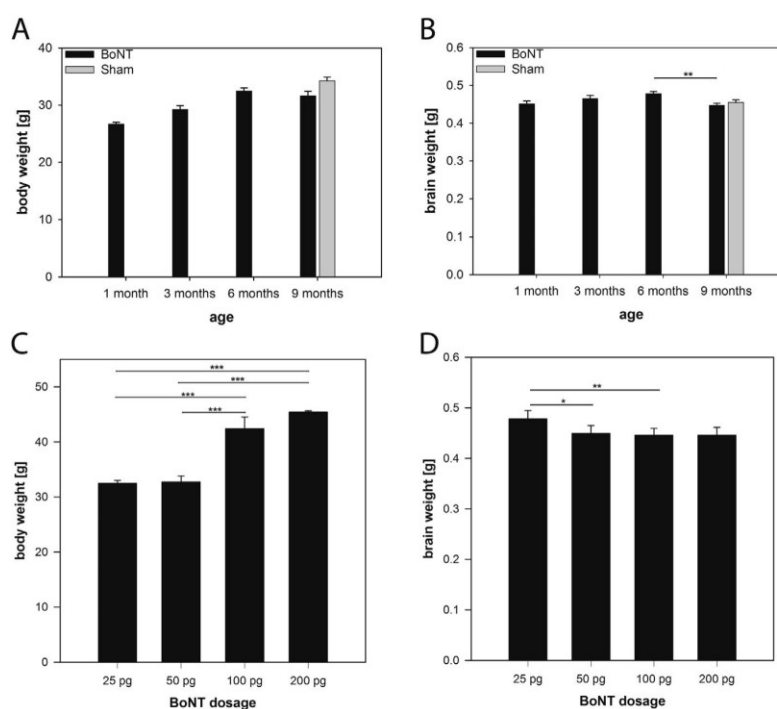 A
BoNT
Sham
40
30
20
10
0
body weight [g]
1 month 3 months 6 months 9 months
age
B
BoNT
Sham
**
0.6
0.5
0.4
0.3
0.2
0.1
0.0
brain weight [g]
1 month 3 months 6 months 9 months
age
C
***
***
***
***
50
40
30
20
10
0
body weight [g]
25 pg 50 pg 100 pg 200 pg
BoNT dosage
D
**
*
0.6
0.5
0.4
0.3
0.2
0.1
0.0
brain weight [g]
25 pg 50 pg 100 pg 200 pg
BoNT dosage